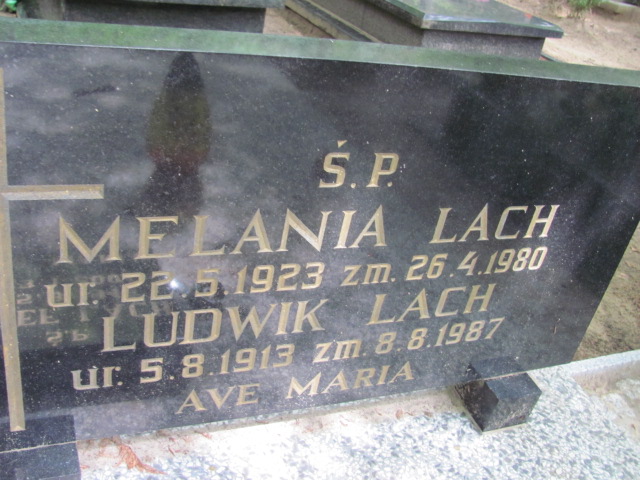 Ś.P.
MELANIA LACH
ur. 22.5.1923 zm. 26.4.1980
LUDWIK LACH
ur. 5.8.1913 zm. 8.8.1987
AVE MARIA